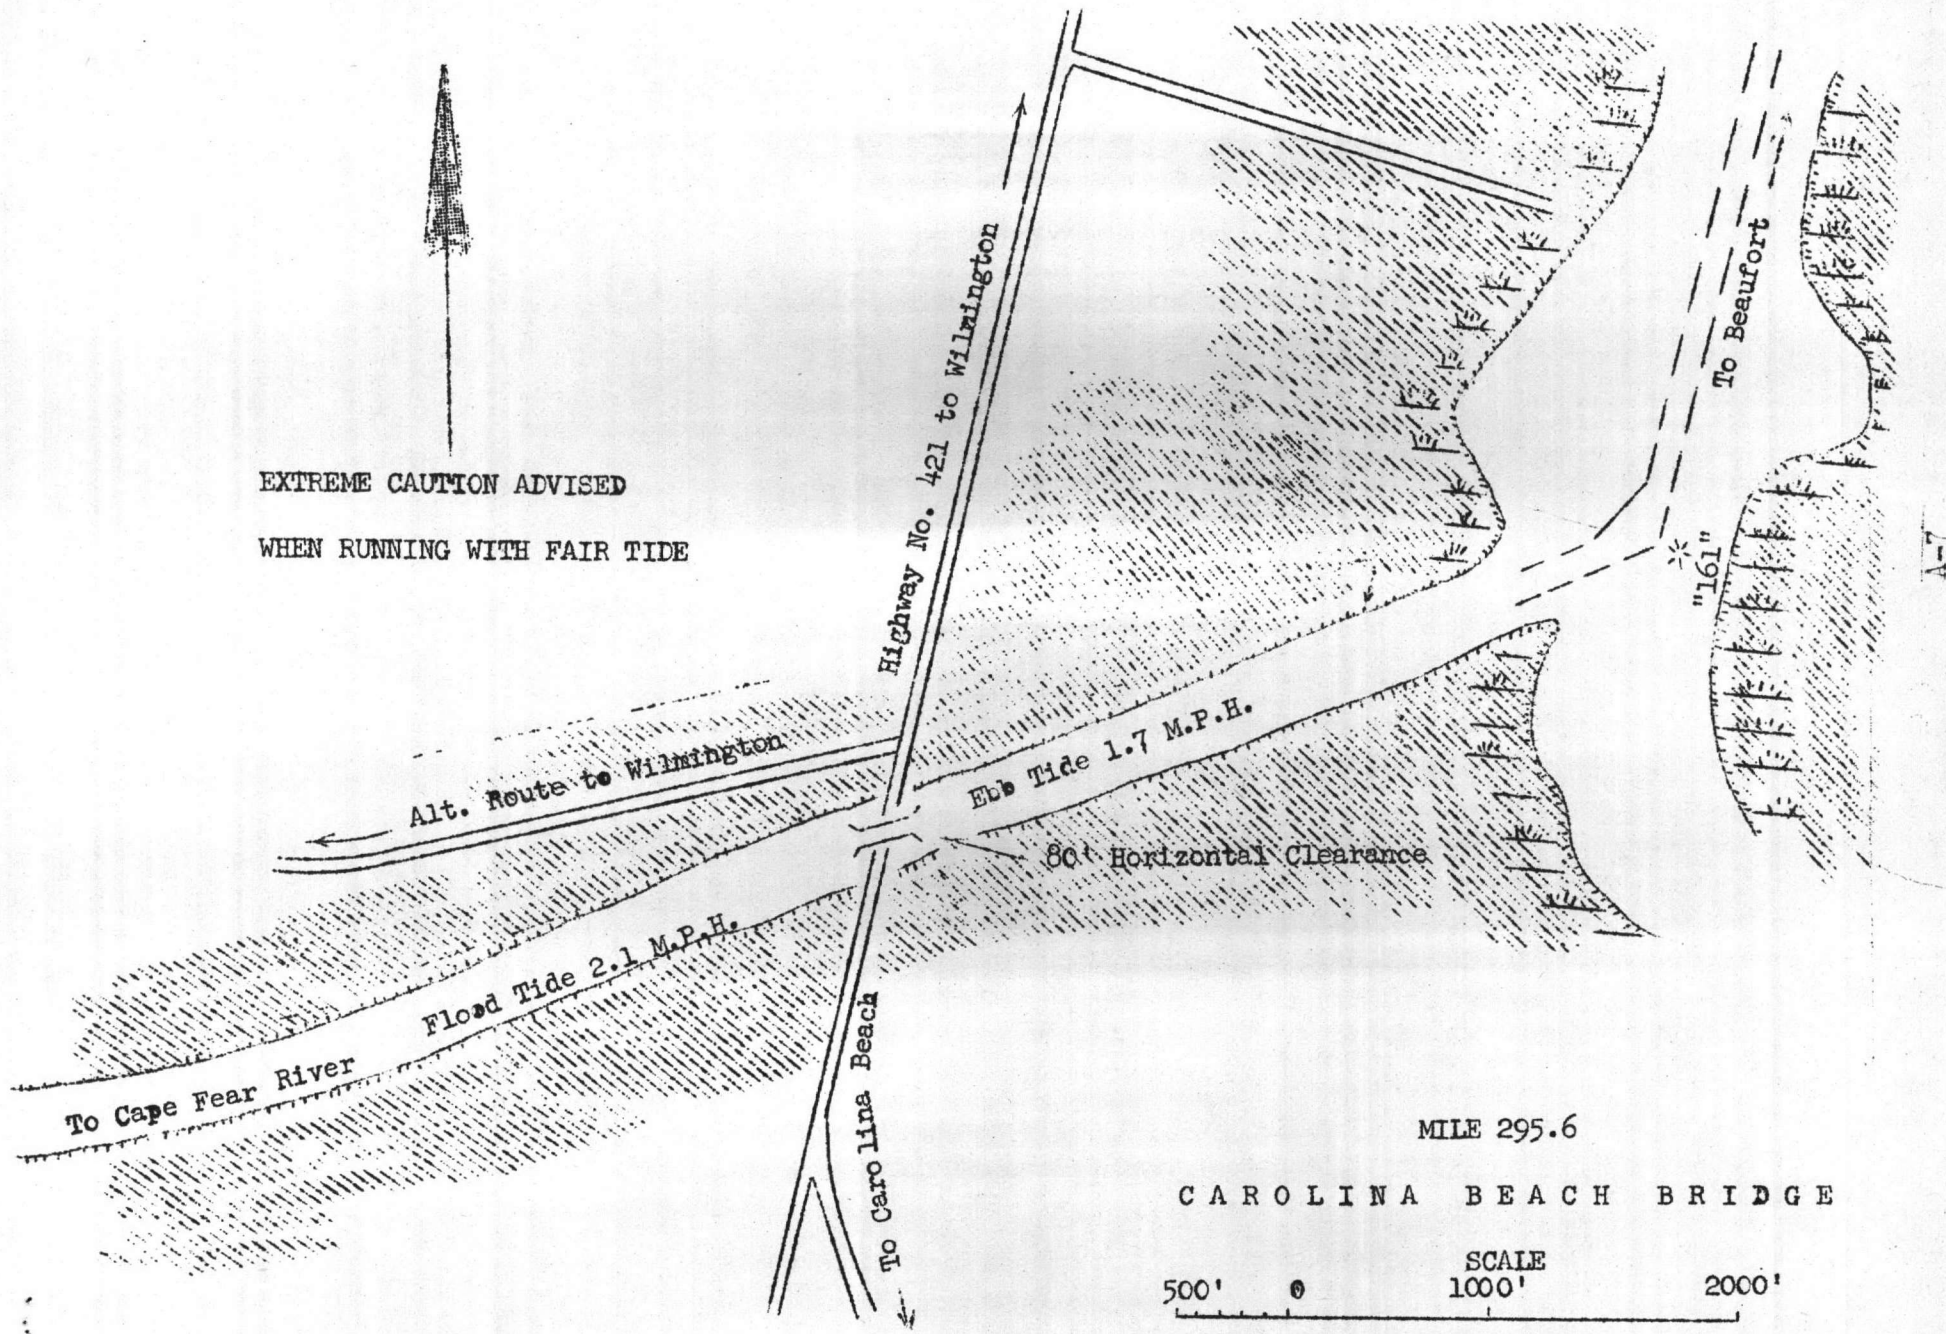 EXTREME CAUTION ADVISED
WHEN RUNNING WITH FAIR TIDE
Highway No. 421 to Wilmington
To Beaufort
"161"
A-7
Alt. Route to Wilmington
Ebb Tide 1.7 M.P.H.
80' Horizontal Clearance
Flood Tide 2.1 M.P.H.
To Cape Fear River
To Carolina Beach
MILE 295.6
CAROLINA BEACH BRIDGE
SCALE
500' 0 1000' 2000'